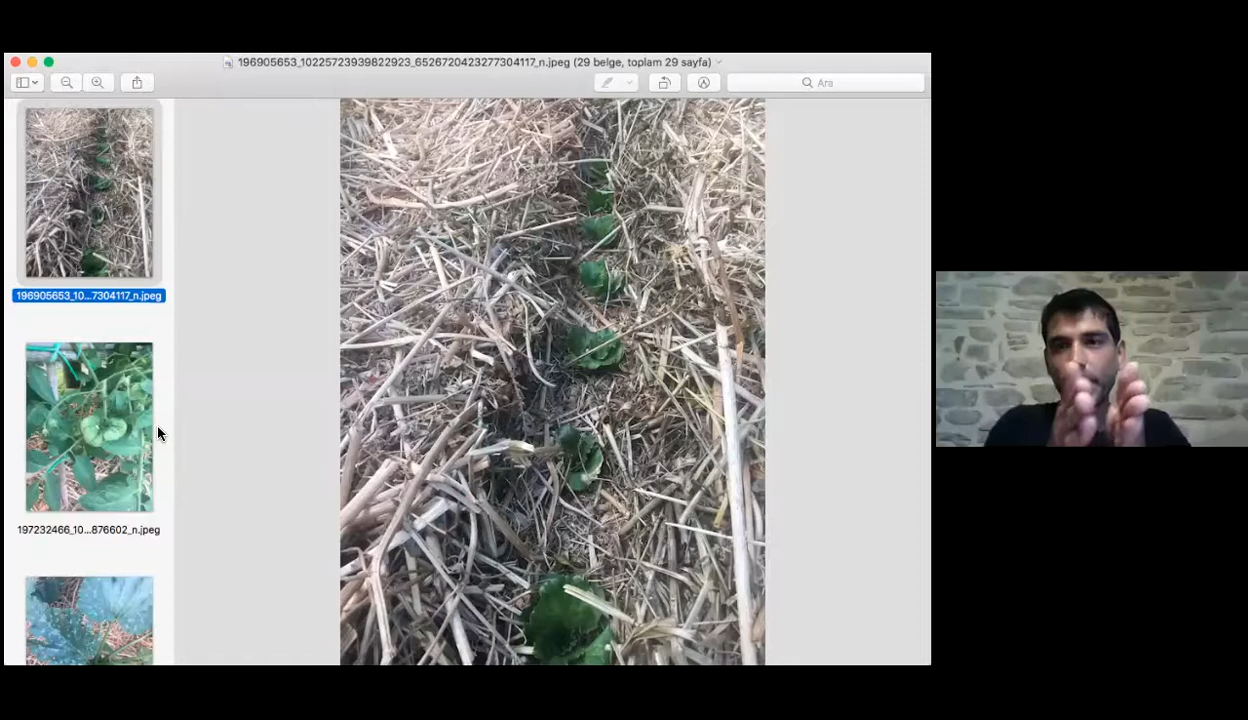 196905653_10225723939822923_6526720423277304117_n.jpeg (29 belge, toplam 29 sayfa)
Ara
196905653_10...7304117_n.jpeg
197232466_10...876602_n.jpeg